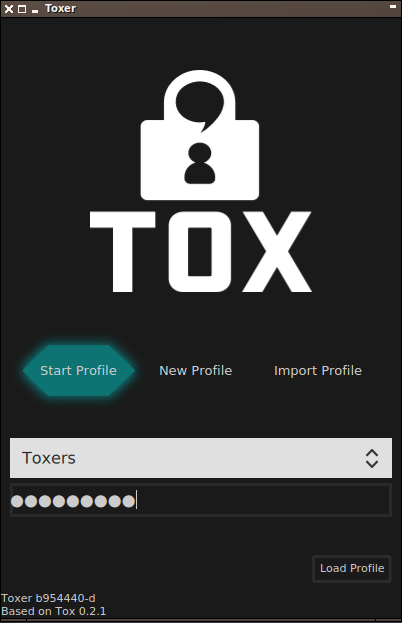 Toxer
TOX
Start Profile New Profile Import Profile
Toxers
●●●●●●●●●
Load Profile
Toxer b954440-d
Based on Tox 0.2.1